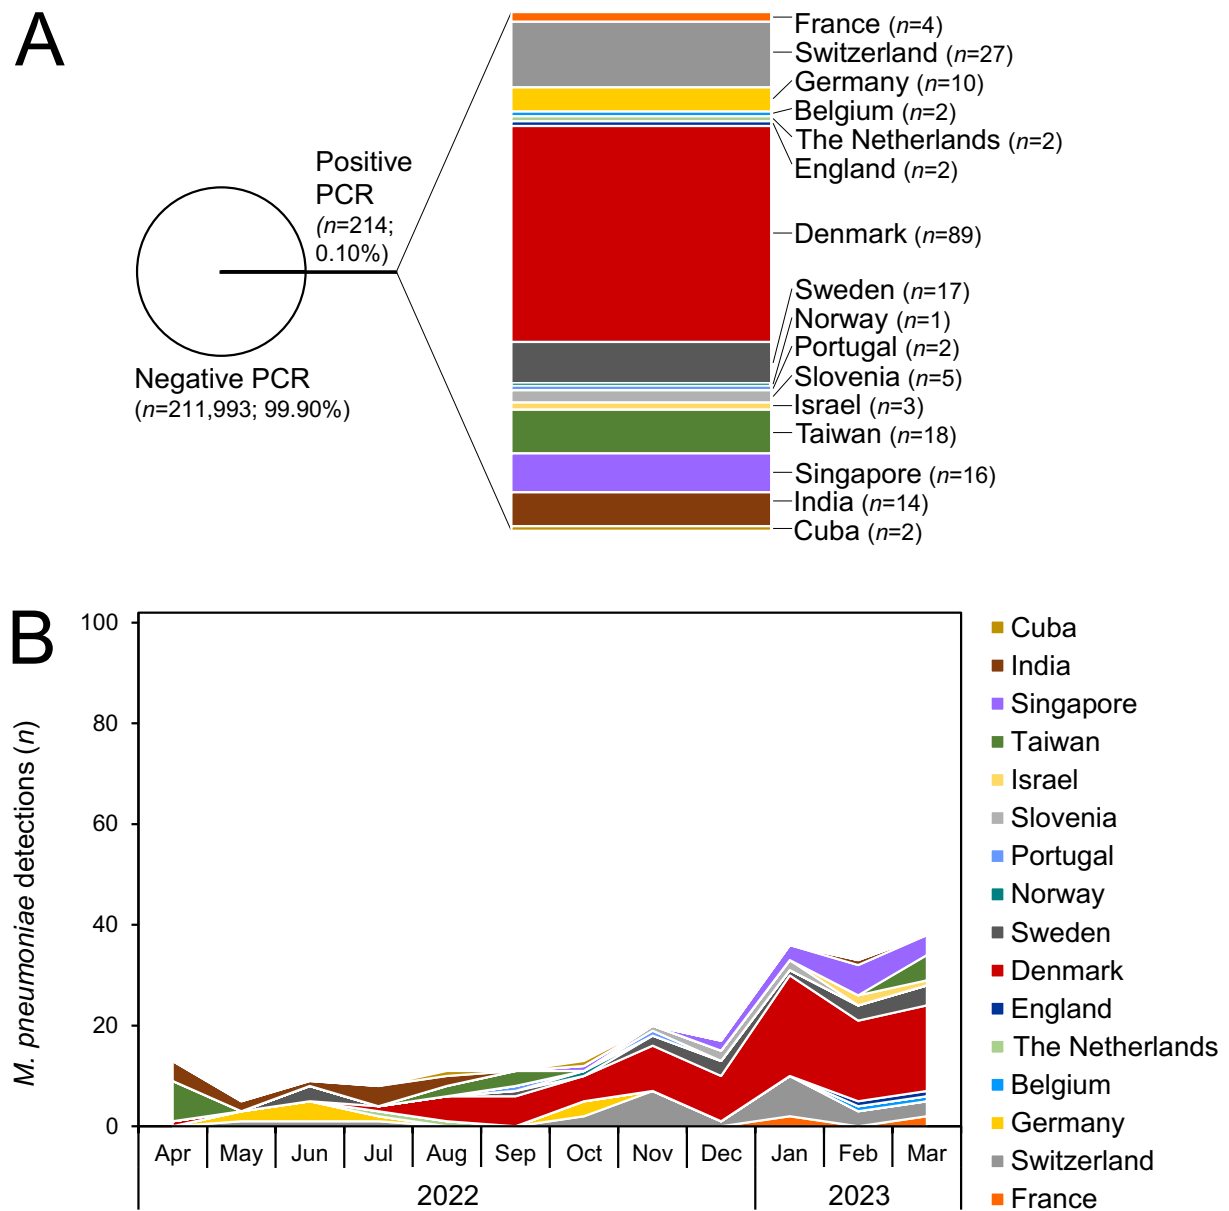 A
Positive
PCR
(n=214;
0.10%)
Negative PCR
(n=211,993; 99.90%)
France (n=4)
Switzerland (n=27)
Germany (n=10)
Belgium (n=2)
The Netherlands (n=2)
England (n=2)
Denmark (n=89)
Sweden (n=17)
Norway (n=1)
Portugal (n=2)
Slovenia (n=5)
Israel (n=3)
Taiwan (n=18)
Singapore (n=16)
India (n=14)
Cuba (n=2)
B
M. pneumoniae detections (n)
100
80
60
40
20
0
Apr May Jun Jul Aug Sep Oct Nov Dec Jan Feb Mar
2022 2023
Cuba
India
Singapore
Taiwan
Israel
Slovenia
Portugal
Norway
Sweden
Denmark
England
The Netherlands
Belgium
Germany
Switzerland
France